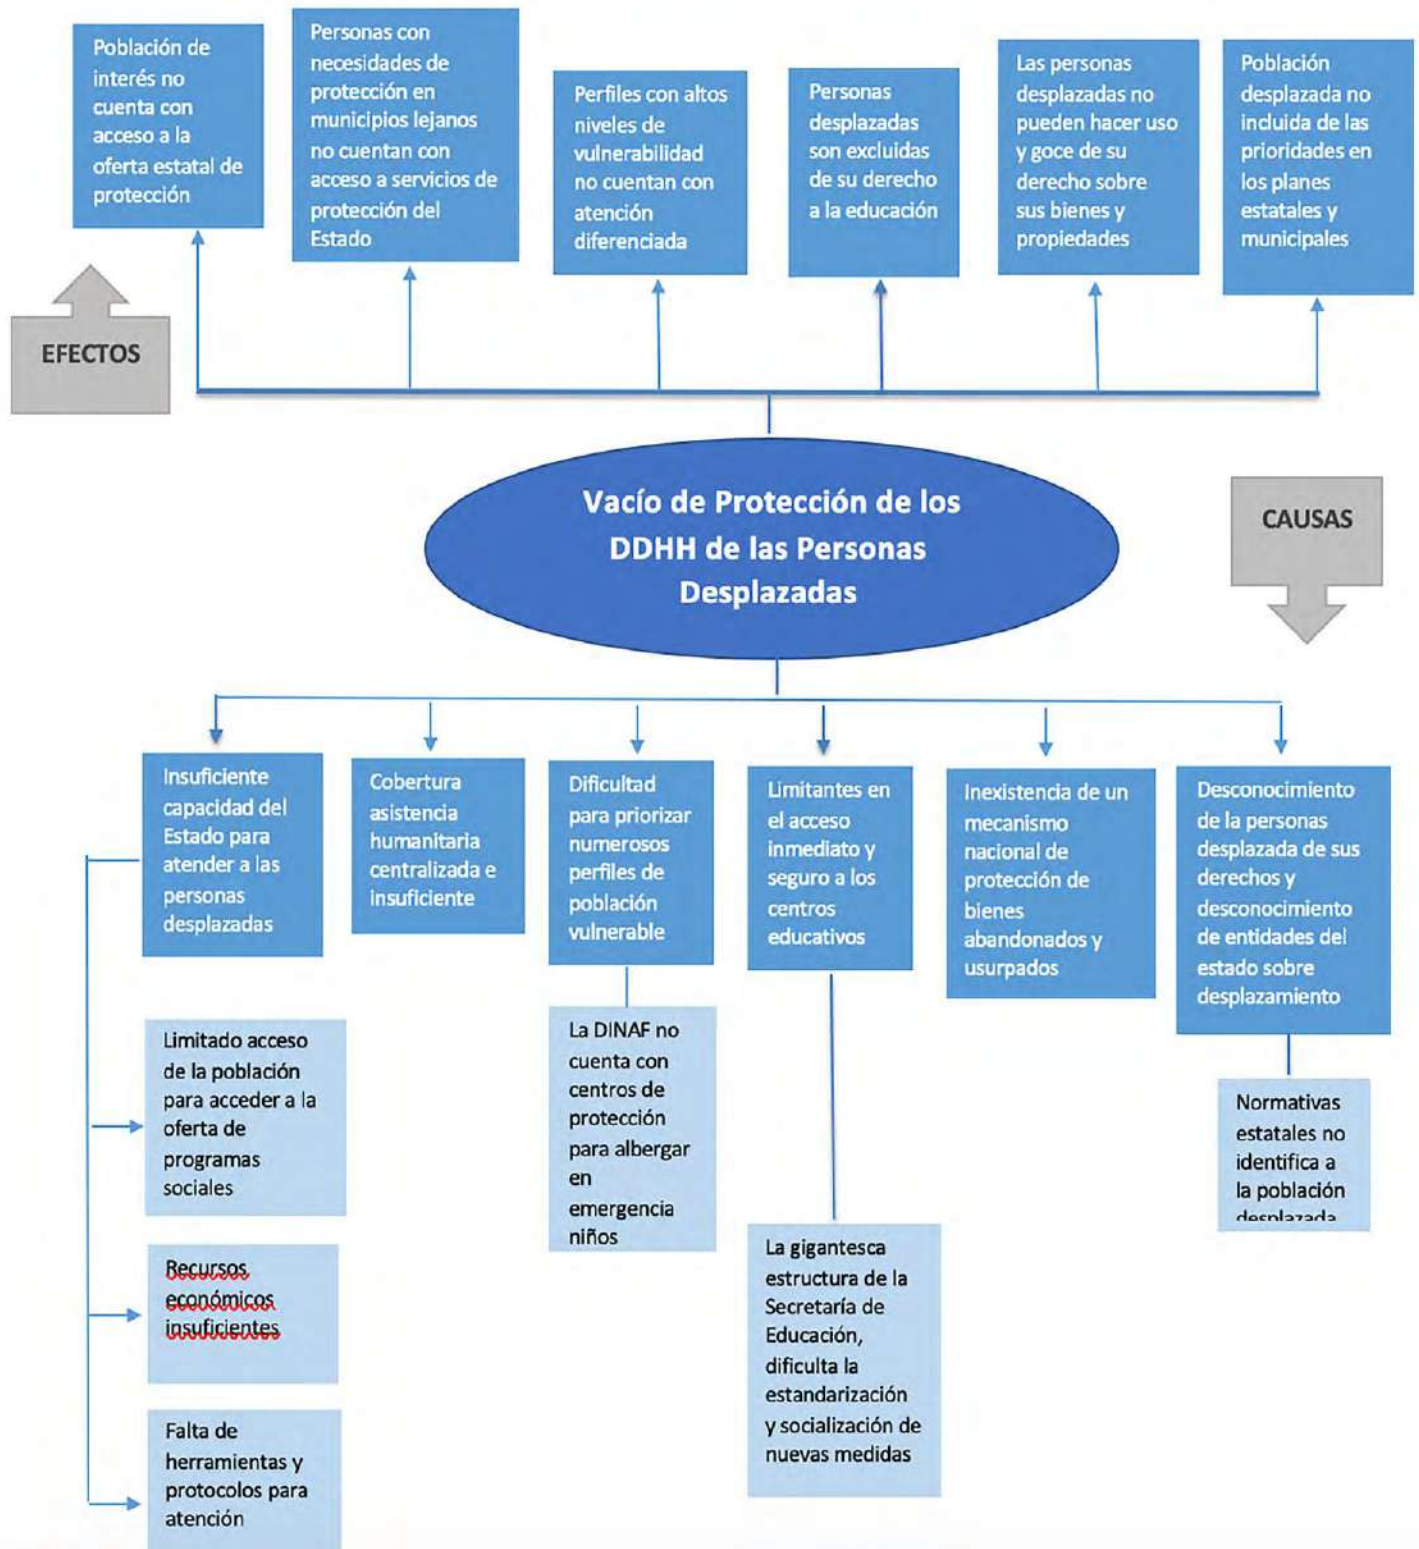 Población de
interés no
cuenta con
acceso a la
oferta estatal de
protección
Personas con
necesidades de
protección en
municipios lejanos
no cuentan con
acceso a servicios de
protección del
Estado
Perfiles con altos
niveles de
vulnerabilidad
no cuentan con
atención
diferenciada
Personas
desplazadas
son excluidas
de su derecho
a la educación
Las personas
desplazadas no
pueden hacer uso
y goce de su
derecho sobre
sus bienes y
propiedades
Población
desplazada no
incluida de las
prioridades en
los planes
estatales y
municipales
EFECTOS
Vacío de Protección de los
DDHH de las Personas
Desplazadas
CAUSAS
Insuficiente
capacidad del
Estado para
atender a las
personas
desplazadas
Cobertura
asistencia
humanitaria
centralizada e
insuficiente
Dificultad
para priorizar
numerosos
perfiles de
población
vulnerable
Limitantes en
el acceso
inmediato y
seguro a los
centros
educativos
Inexistencia de un
mecanismo
nacional de
protección de
bienes
abandonados y
usurpados
Desconocimiento
de la personas
desplazada de sus
derechos y
desconocimiento
de entidades del
estado sobre
desplazamiento
Limitado acceso
de la población
para acceder a la
oferta de
programas
sociales
Recursos
económicos
insuficientes
Falta de
herramientas y
protocolos para
atención
La DINAF no
cuenta con
centros de
protección
para albergar
en
emergencia
niños
La gigantesca
estructura de la
Secretaría de
Educación,
dificulta la
estandarización
y socialización de
nuevas medidas
Normativas
estatales no
identifica a
la población
desplazada